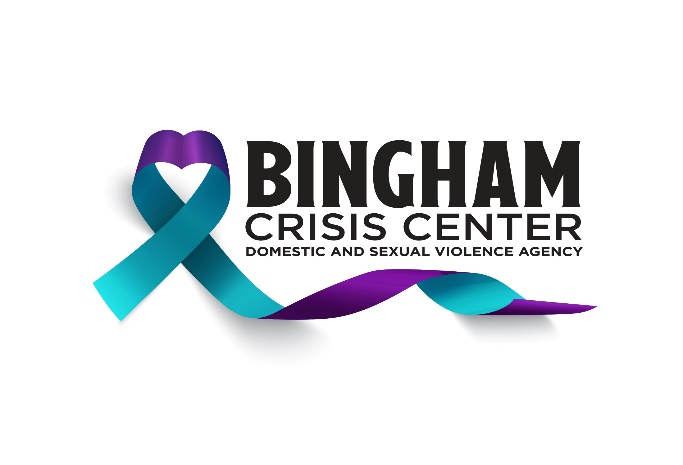 BINGHAM
CRISIS CENTER
DOMESTIC AND SEXUAL VIOLENCE AGENCY